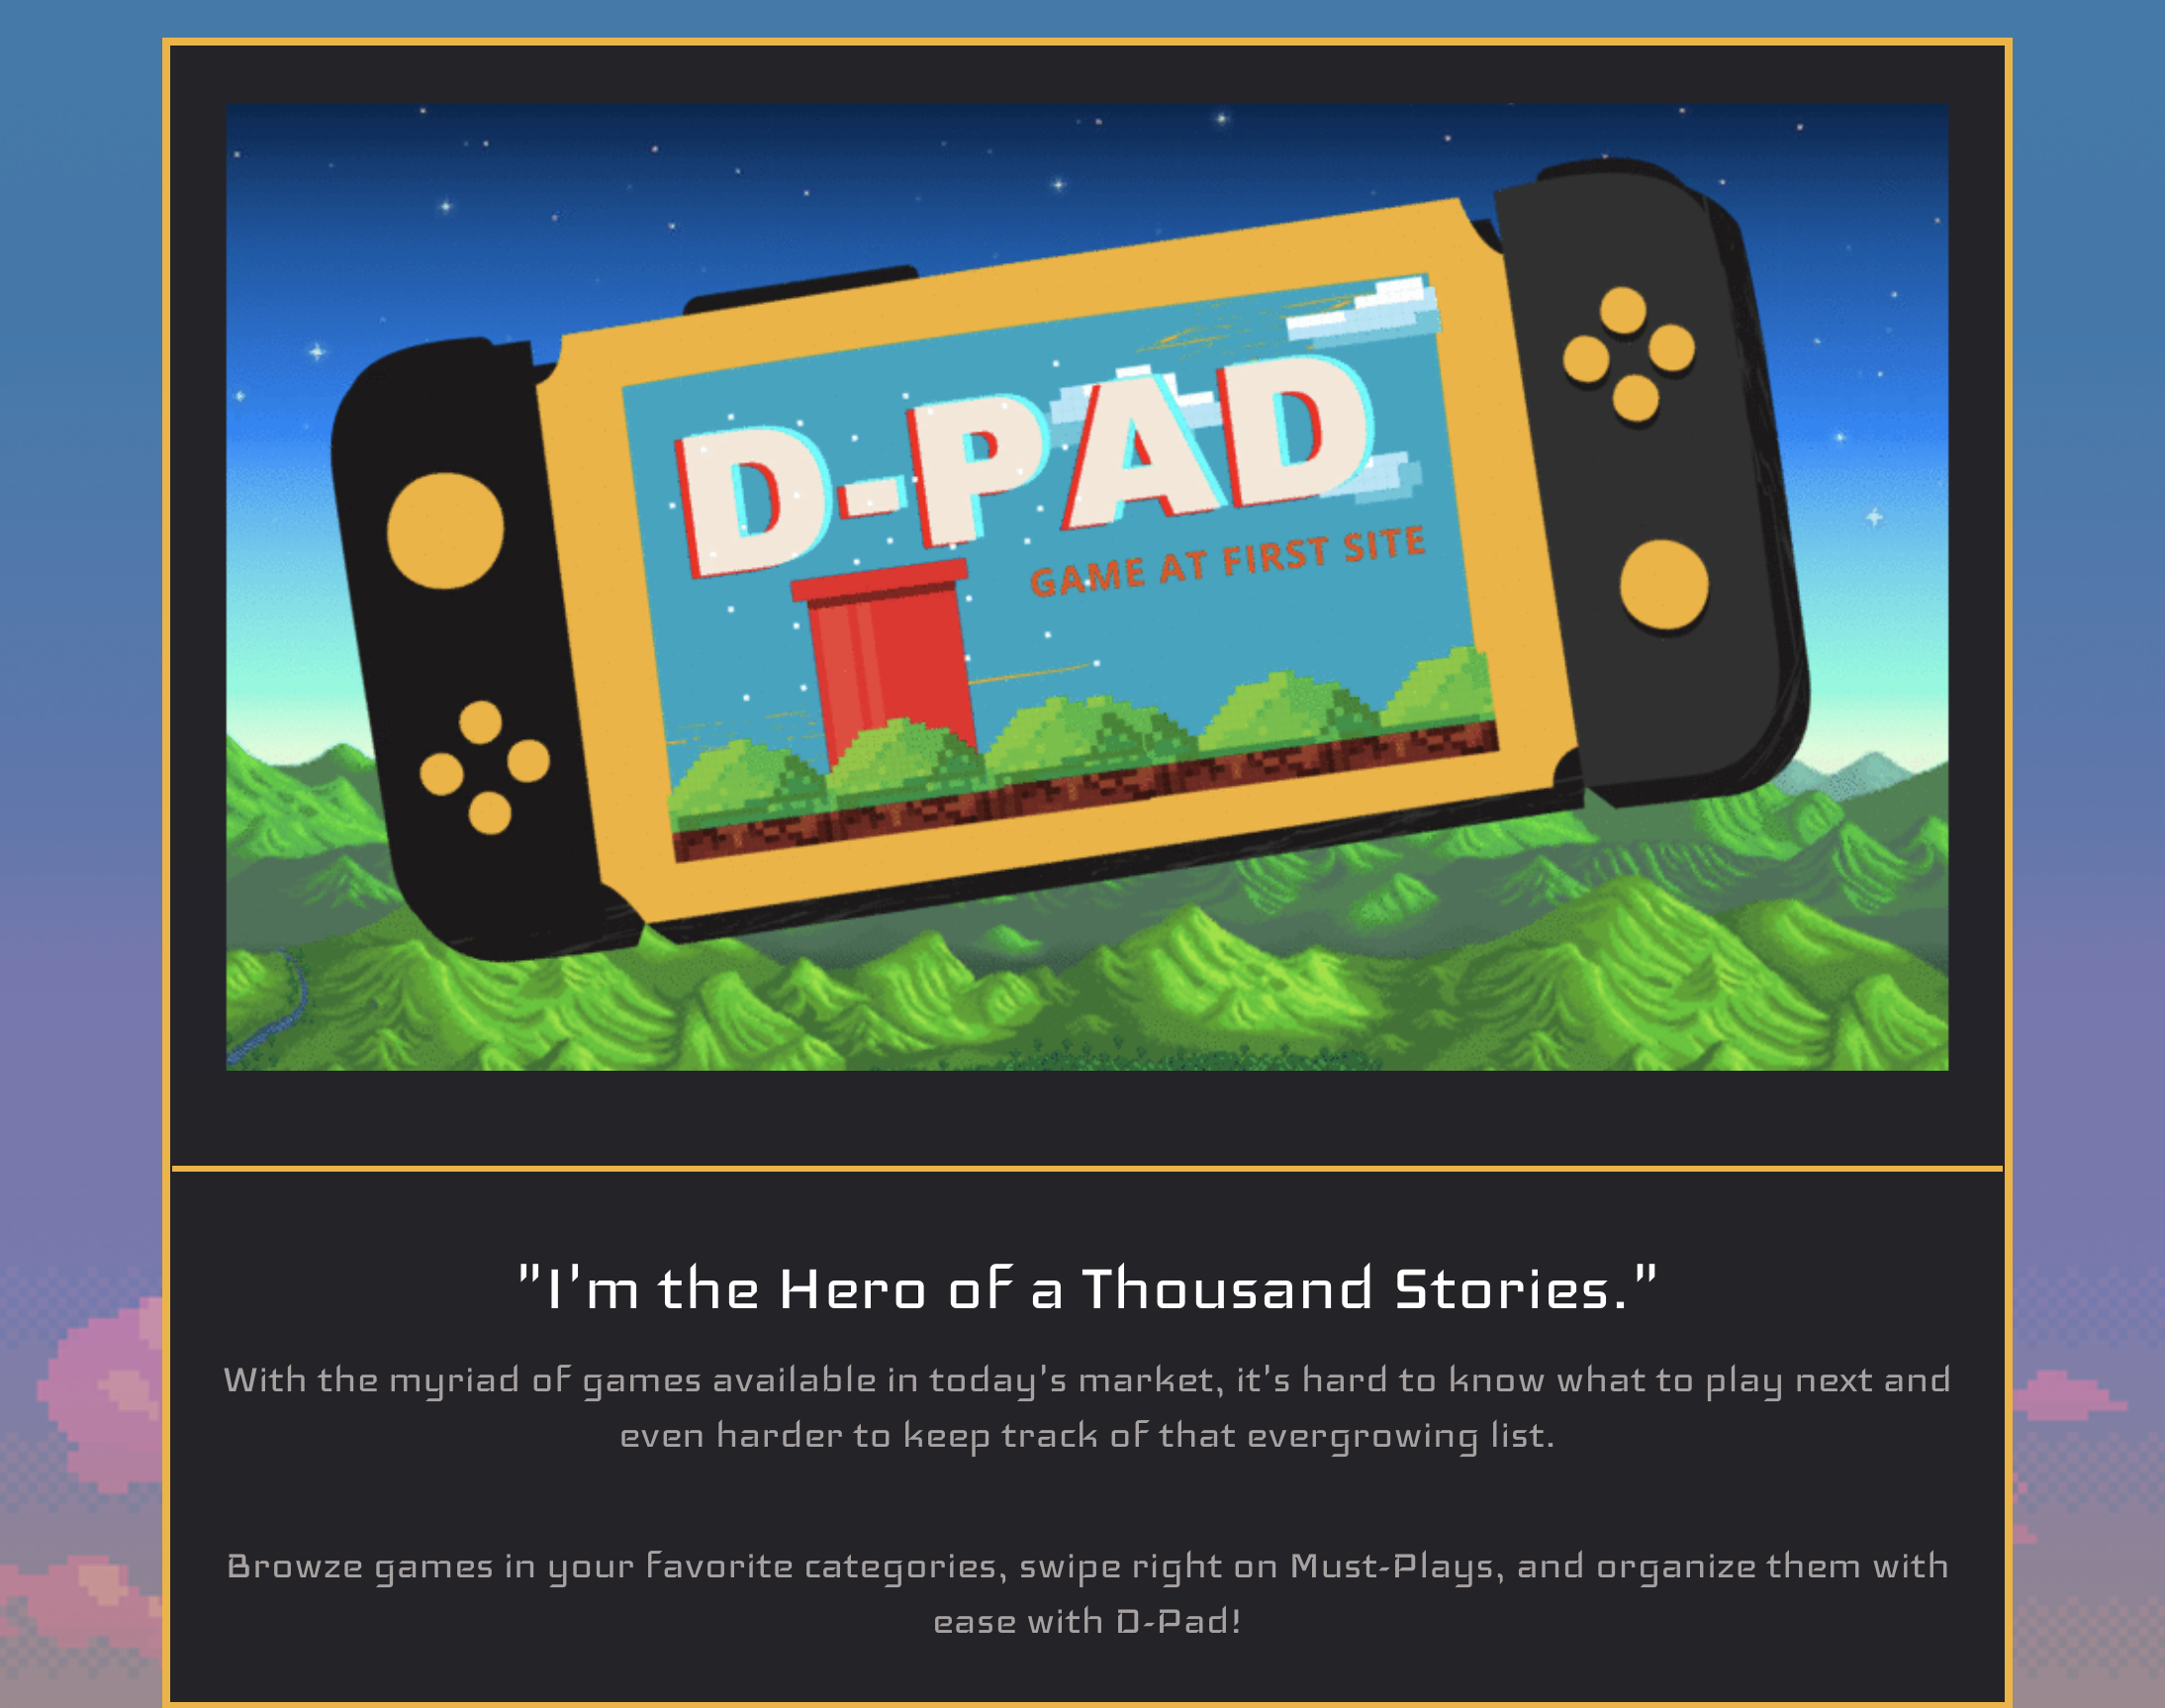 D-PAD
GAME AT FIRST SITE
"I'm the Hero of a Thousand Stories."
With the myriad of games available in today's market, it's hard to know what to play next and
even harder to keep track of that evergrowing list.
Browze games in your favorite categories, swipe right on Must-Plays, and organize them with
ease with D-Pad!